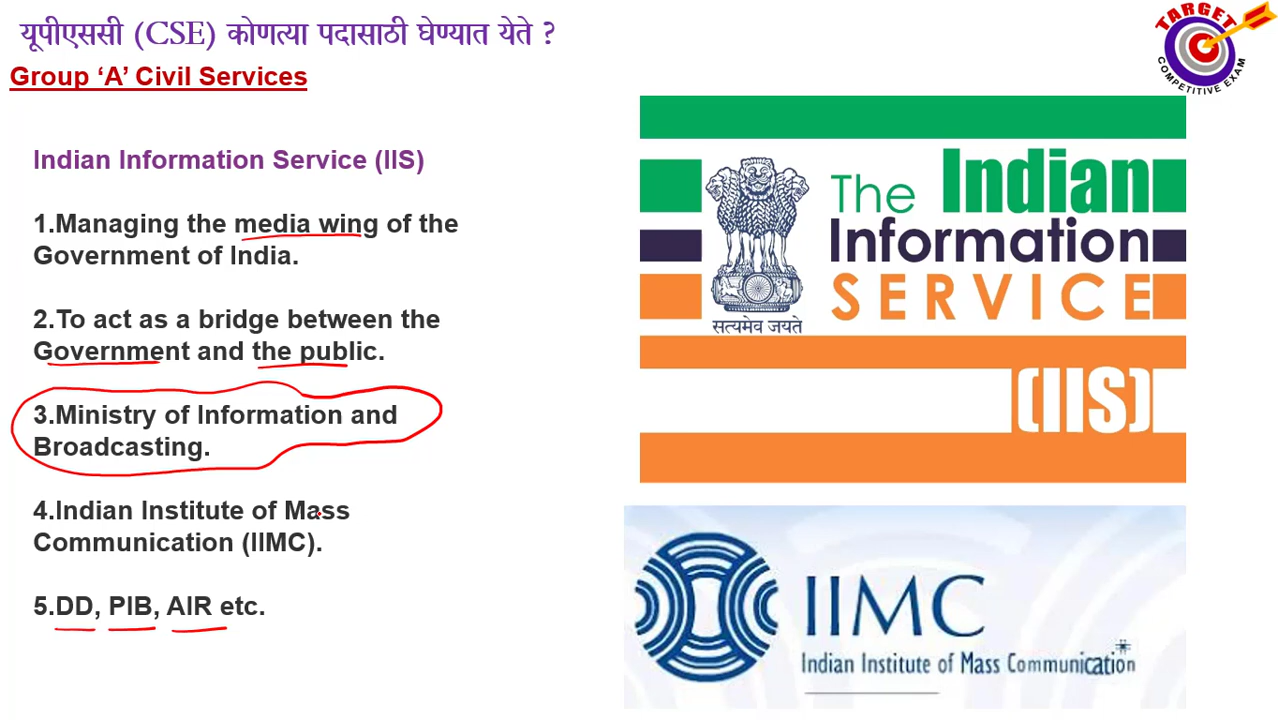 यूपीएससी (CSE) कोणत्या पदासाठी घेण्यात येते ?
Group ‘A’ Civil Services
TARGET
COMPETITIVE EXAM
Indian Information Service (IIS)
1.Managing the media wing of the
Government of India.
2.To act as a bridge between the
Government and the public.
3.Ministry of Information and
Broadcasting.
4.Indian Institute of Mass
Communication (IIMC).
5.DD, PIB, AIR etc.
The Indian
Information
SERVICE
सत्यमेव जयते
(IIS)
IIMC
Indian Institute of Mass Communication